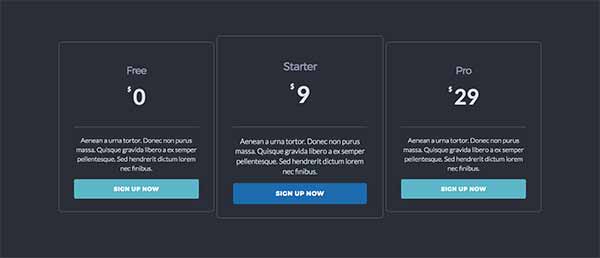 Free
$0
Aenean a urna tortor. Donec non purus
massa. Quisque gravida libero a ex semper
pellentesque. Sed hendrerit dictum lorem
nec finibus.
SIGN UP NOW
Starter
$9
Aenean a urna tortor. Donec non purus
massa. Quisque gravida libero a ex semper
pellentesque. Sed hendrerit dictum lorem
nec finibus.
SIGN UP NOW
Pro
$29
Aenean a urna tortor. Donec non purus
massa. Quisque gravida libero a ex semper
pellentesque. Sed hendrerit dictum lorem
nec finibus.
SIGN UP NOW